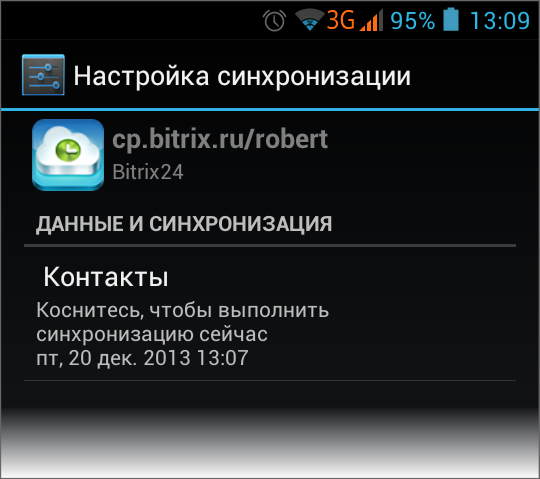 3G 95% 13:09
Настройка синхронизации
cp.bitrix.ru/robert
Bitrix24
ДАННЫЕ И СИНХРОНИЗАЦИЯ
Контакты
Коснитесь, чтобы выполнить
синхронизацию сейчас
пт, 20 дек. 2013 13:07